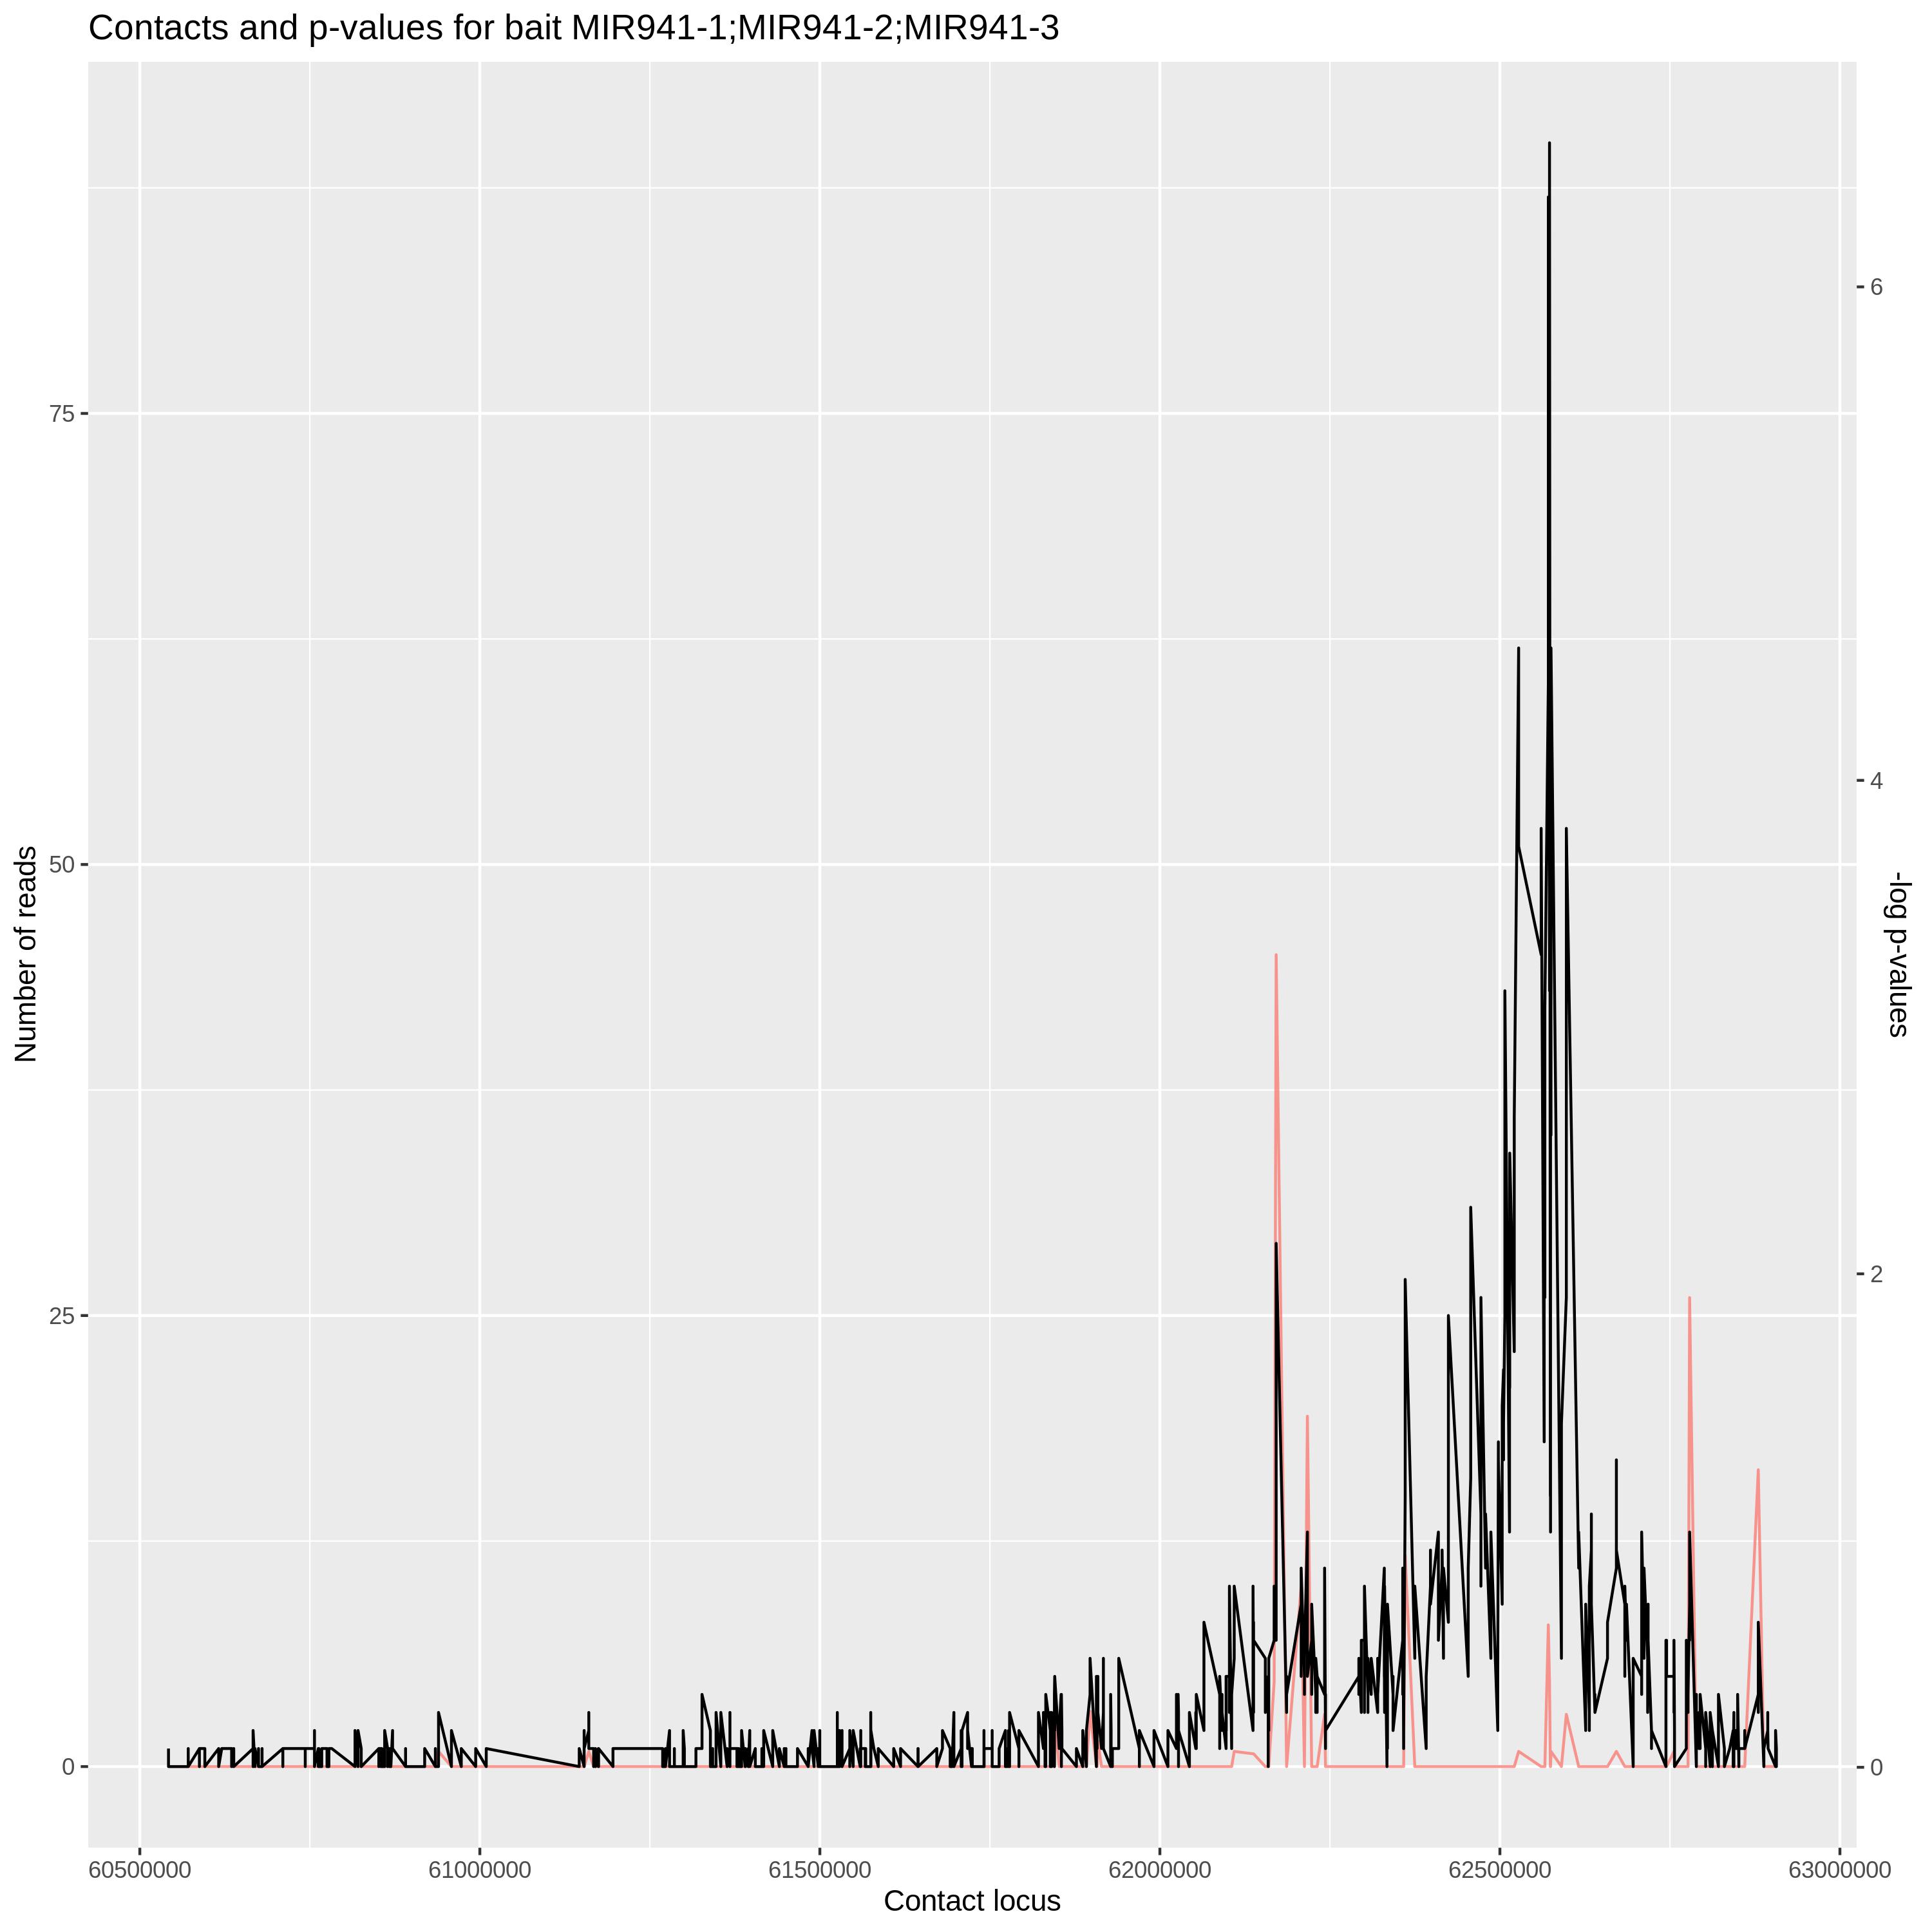 Contacts and p-values for bait MIR941-1;MIR941-2;MIR941-3
Number of reads
75
50
25
0
6
4
2
0
-log p-values
60500000 61000000 61500000 62000000 62500000 63000000
Contact locus